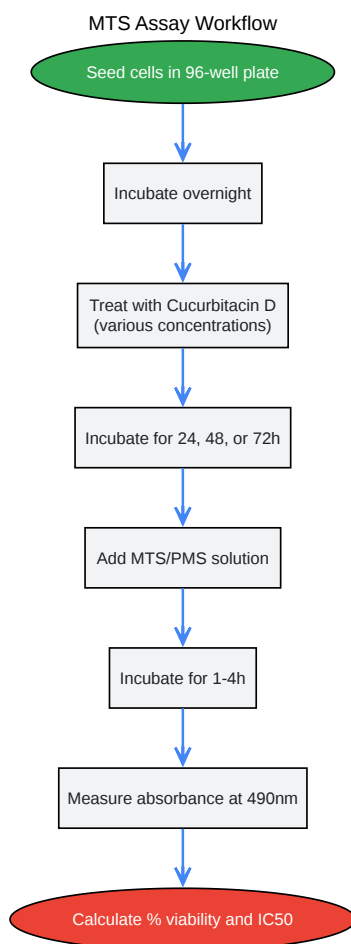 MTS Assay Workflow
Seed cells in 96-well plate
Incubate overnight
Treat with Cucurbitacin D
(various concentrations)
Incubate for 24, 48, or 72h
Add MTS/PMS solution
Incubate for 1-4h
Measure absorbance at 490nm
Calculate % viability and IC50